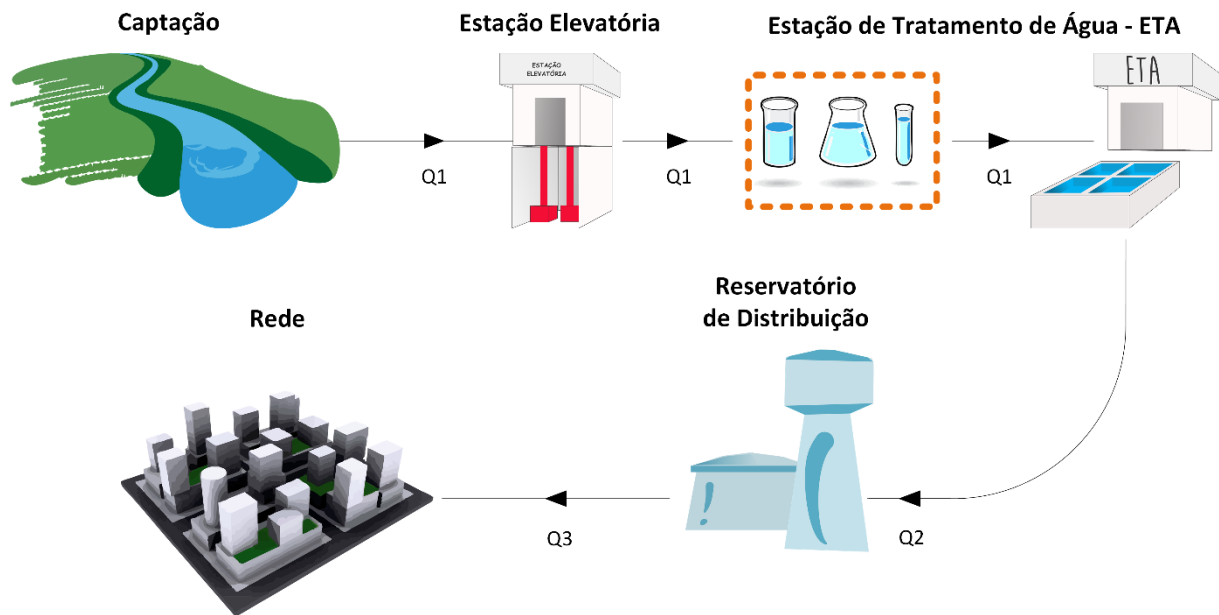 Captação
Estação Elevatória
Estação de Tratamento de Água - ETA
ESTAÇÃO
ELEVATÓRIA
ETA
Q1
Q1
Q1
Reservatório
de Distribuição
Rede
Q3
Q2